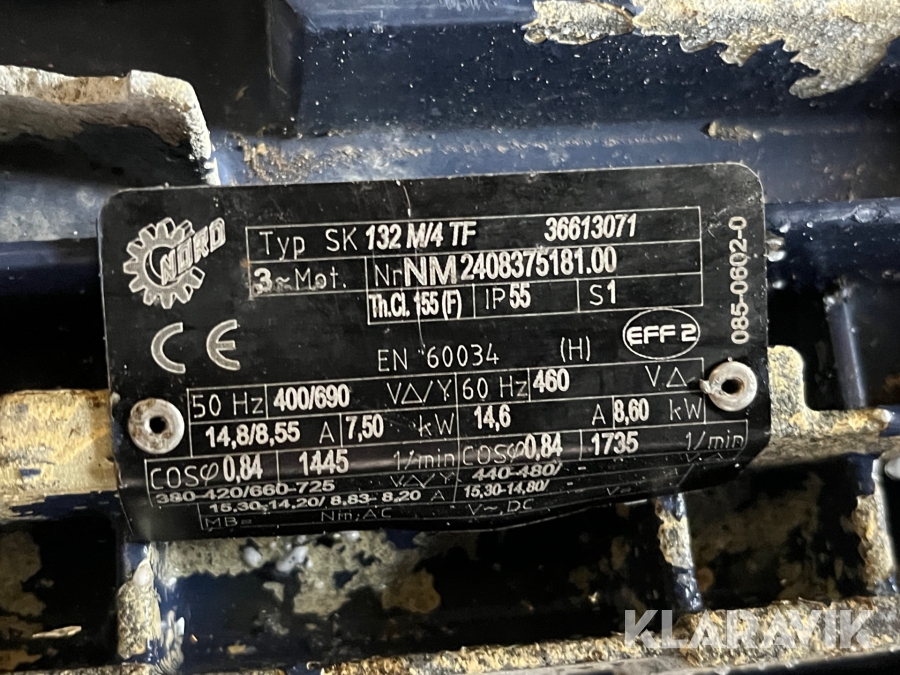 NORD
Typ SK 132 M/4 TF 36613071
3~Mot. Nr NM 2408375181.00
Th.Cl. 155 (F) IP 55 S 1
EN 60034 (H) EFF 2
085-0602-0
CE
50 Hz 400/690 V△/Y 60 Hz 460 V△
14,8/8,55 A 7,50 kW 14,6 A 8,60 kW
COSφ 0,84 1445 1/min COSφ 0,84 1735 1/min
380-420/660-725 V△/Y 440-480/-
15,30-14,20/ 8,83- 8,20 A 15,30-14,80/ -
MB= Nm,AC V~ DC V=
KLARAVIK